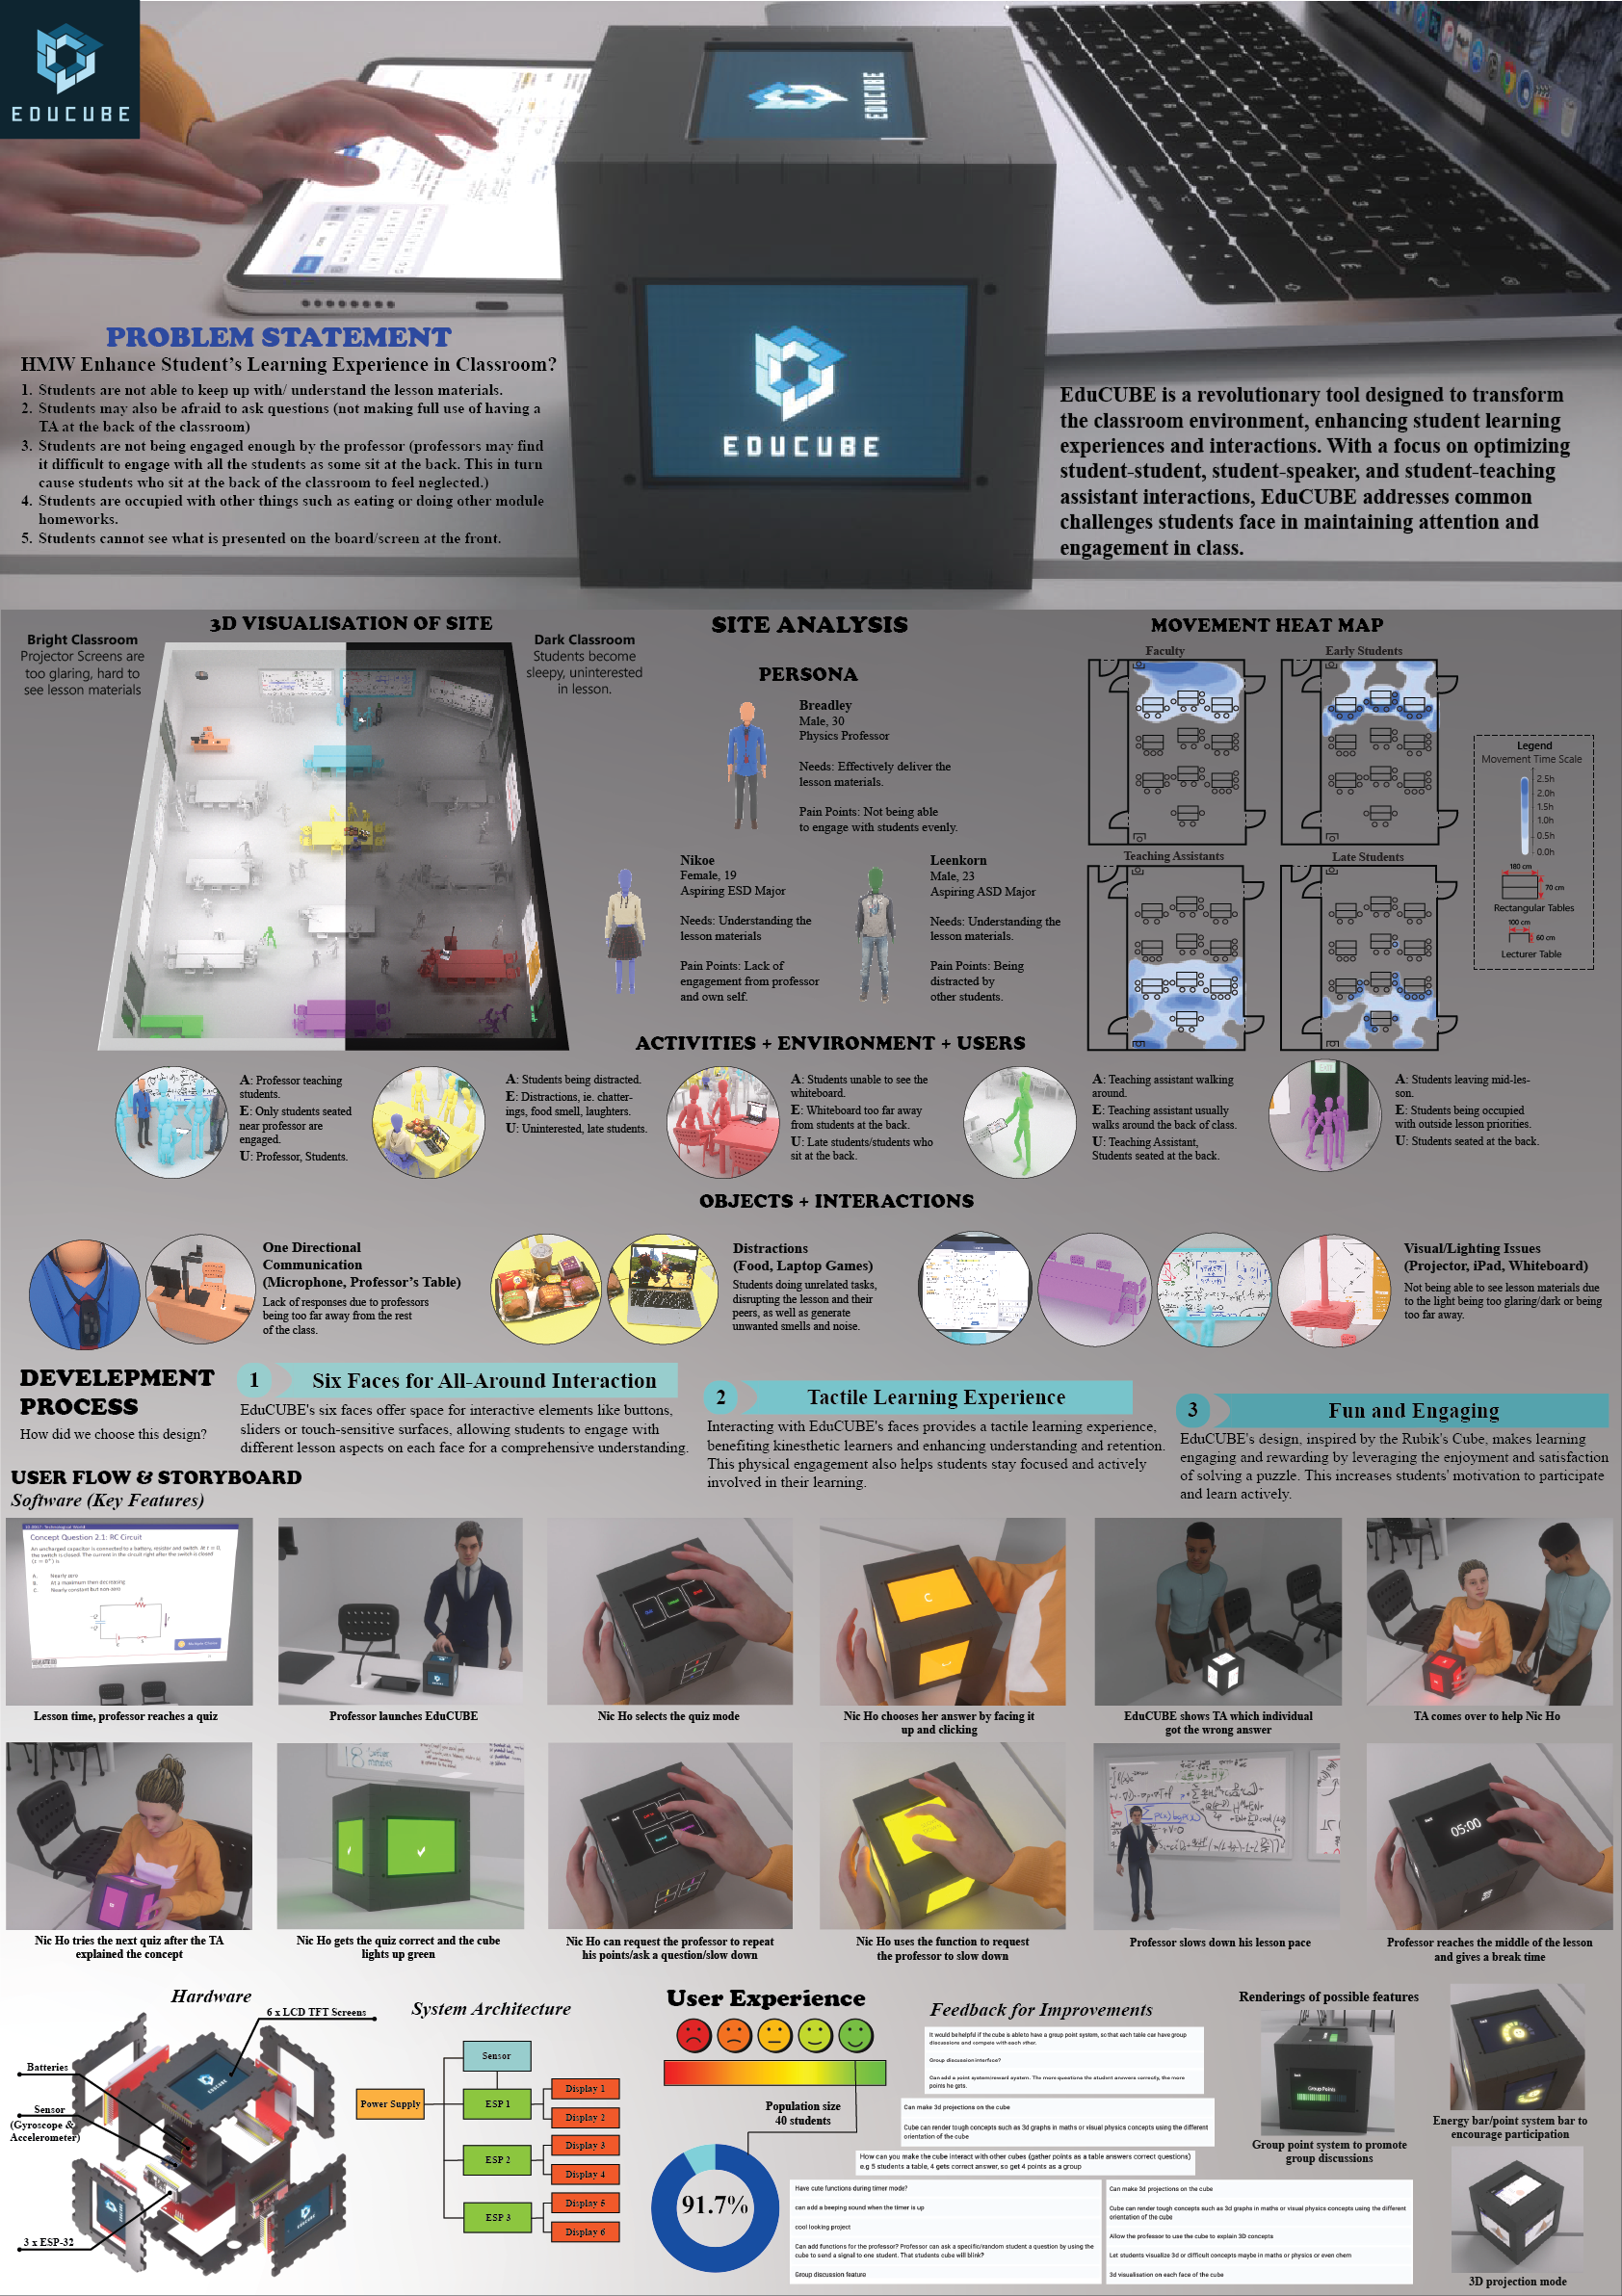 EDUCUBE
EDUCUBE
EDUCUBE
PROBLEM STATEMENT
HMW Enhance Student's Learning Experience in Classroom?
1. Students are not able to keep up with/ understand the lesson materials.
2. Students may also be afraid to ask questions (not making full use of having a
TA at the back of the classroom)
3. Students are not being engaged enough by the professor (professors may find
it difficult to engage with all the students as some sit at the back. This in turn
cause students who sit at the back of the classroom to feel neglected.)
4. Students are occupied with other things such as eating or doing other module
homeworks.
5. Students cannot see what is presented on the board/screen at the front.
EduCUBE is a revolutionary tool designed to transform
the classroom environment, enhancing student learning
experiences and interactions. With a focus on optimizing
student-student, student-speaker, and student-teaching
assistant interactions, EduCUBE addresses common
challenges students face in maintaining attention and
engagement in class.
3D VISUALISATION OF SITE
Bright Classroom
Projector Screens are
too glaring, hard to
see lesson materials
Dark Classroom
Students become
sleepy, uninterested
in lesson.
SITE ANALYSIS
PERSONA
Breadley
Male, 30
Physics Professor
Needs: Effectively deliver the
lesson materials.
Pain Points: Not being able
to engage with students evenly.
Nikoe
Female, 19
Aspiring ESD Major
Needs: Understanding the
lesson materials
Pain Points: Lack of
engagement from professor
and own self.
Leenkorn
Male, 23
Aspiring ASD Major
Needs: Understanding the
lesson materials.
Pain Points: Being
distracted by
other students.
MOVEMENT HEAT MAP
Faculty
Early Students
Teaching Assistants
Late Students
Legend
Movement Time Scale
2.5h
2.0h
1.5h
1.0h
0.5h
0.0h
180 cm
70 cm
Rectangular Tables
100 cm
60 cm
Lecturer Table
ACTIVITIES + ENVIRONMENT + USERS
A: Professor teaching
students.
E: Only students seated
near professor are
engaged.
U: Professor, Students.
A: Students being distracted.
E: Distractions, ie. chatter-
ings, food smell, laughters.
U: Uninterested, late students.
A: Students unable to see the
whiteboard.
E: Whiteboard too far away
from students at the back.
U: Late students/students who
sit at the back.
A: Teaching assistant walking
around.
E: Teaching assistant usually
walks around the back of class.
U: Teaching Assistant,
Students seated at the back.
A: Students leaving mid-les-
son.
E: Students being occupied
with outside lesson priorities.
U: Students seated at the back.
OBJECTS + INTERACTIONS
One Directional
Communication
(Microphone, Professor's Table)
Lack of responses due to professors
being too far away from the rest
of the class.
Distractions
(Food, Laptop Games)
Students doing unrelated tasks,
disrupting the lesson and their
peers, as well as generate
unwanted smells and noise.
Visual/Lighting Issues
(Projector, iPad, Whiteboard)
Not being able to see lesson materials due
to the light being too glaring/dark or being
too far away.
DEVELEPMENT
PROCESS
How did we choose this design?
1 Six Faces for All-Around Interaction
EduCUBE's six faces offer space for interactive elements like buttons,
sliders or touch-sensitive surfaces, allowing students to engage with
different lesson aspects on each face for a comprehensive understanding.
2 Tactile Learning Experience
Interacting with EduCUBE's faces provides a tactile learning experience,
benefiting kinesthetic learners and enhancing understanding and retention.
This physical engagement also helps students stay focused and actively
involved in their learning.
3 Fun and Engaging
EduCUBE's design, inspired by the Rubik's Cube, makes learning
engaging and rewarding by leveraging the enjoyment and satisfaction
of solving a puzzle. This increases students' motivation to participate
and learn actively.
USER FLOW & STORYBOARD
Software (Key Features)
Concept Question 2.1: RC Circuit
An uncharged capacitor is connected to a battery, resistor and switch. At t = 0,
the switch is closed. The current in the circuit right after the switch is closed
A. Nearly zero
B. At a maximum then decreasing
C. Nearly constant but non-zero
C
Lesson time, professor reaches a quiz
Professor launches EduCUBE
Nic Ho selects the quiz mode
Nic Ho chooses her answer by facing it
up and clicking
EduCUBE shows TA which individual
got the wrong answer
TA comes over to help Nic Ho
05:00
Nic Ho tries the next quiz after the TA
explained the concept
Nic Ho gets the quiz correct and the cube
lights up green
Nic Ho can request the professor to repeat
his points/ask a question/slow down
Nic Ho uses the function to request
the professor to slow down
Professor slows down his lesson pace
Professor reaches the middle of the lesson
and gives a break time
Hardware
6 x LCD TFT Screens
Batteries
Sensor
(Gyroscope &
Accelerometer)
3 x ESP-32
System Architecture
Sensor
Power Supply
ESP 1
ESP 2
ESP 3
Display 1
Display 2
Display 3
Display 4
Display 5
Display 6
User Experience
Population size
40 students
91.7%
Feedback for Improvements
It would be helpful if the cube is able to have a group point system, so that each table can have group
discussions and compete with each other.
Group discussion interface?
Can add a point system/reward system. The more questions the student answers correctly, the more
points he gets.
Can make 3d projections on the cube
Cube can render tough concepts such as 3d graphs in maths or visual physics concepts using the different
orientation of the cube
How can you make the cube interact with other cubes (gather points as a table answers correct questions)
e.g 5 students a table, 4 gets correct answer, so get 4 points as a group
Have cute functions during timer mode?
can add a beeping sound when the timer is up
cool looking project
Can add functions for the professor? Professor can ask a specific/random student a question by using the
cube to send a signal to one student. That students cube will blink?
Group discussion feature
Can make 3d projections on the cube
Cube can render tough concepts such as 3d graphs in maths or visual physics concepts using the different
orientation of the cube
Allow the professor to use the cube to explain 3D concepts
Let students visualize 3d or difficult concepts maybe in maths or physics or even chem
3d visualisation on each face of the cube
Renderings of possible features
Group Points
Group point system to promote
group discussions
Energy bar/point system bar to
encourage participation
3D projection mode